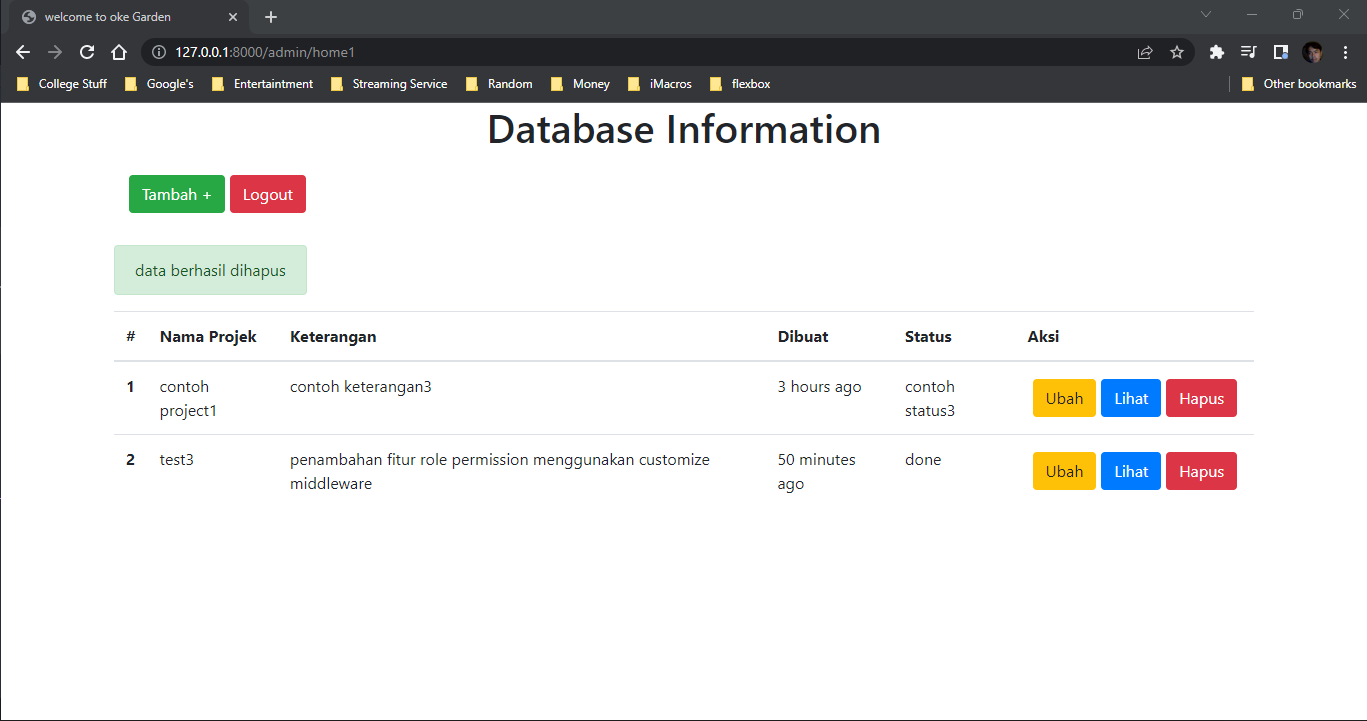 welcome to oke Garden
127.0.0.1:8000/admin/home1
College Stuff Google's Entertaintment Streaming Service Random Money iMacros flexbox Other bookmarks
Database Information
Tambah + Logout
data berhasil dihapus
# Nama Projek Keterangan Dibuat Status Aksi
1 contoh contoh keterangan3 3 hours ago contoh Ubah Lihat Hapus
project1 status3
2 test3 penambahan fitur role permission menggunakan customize 50 minutes done Ubah Lihat Hapus
middleware ago